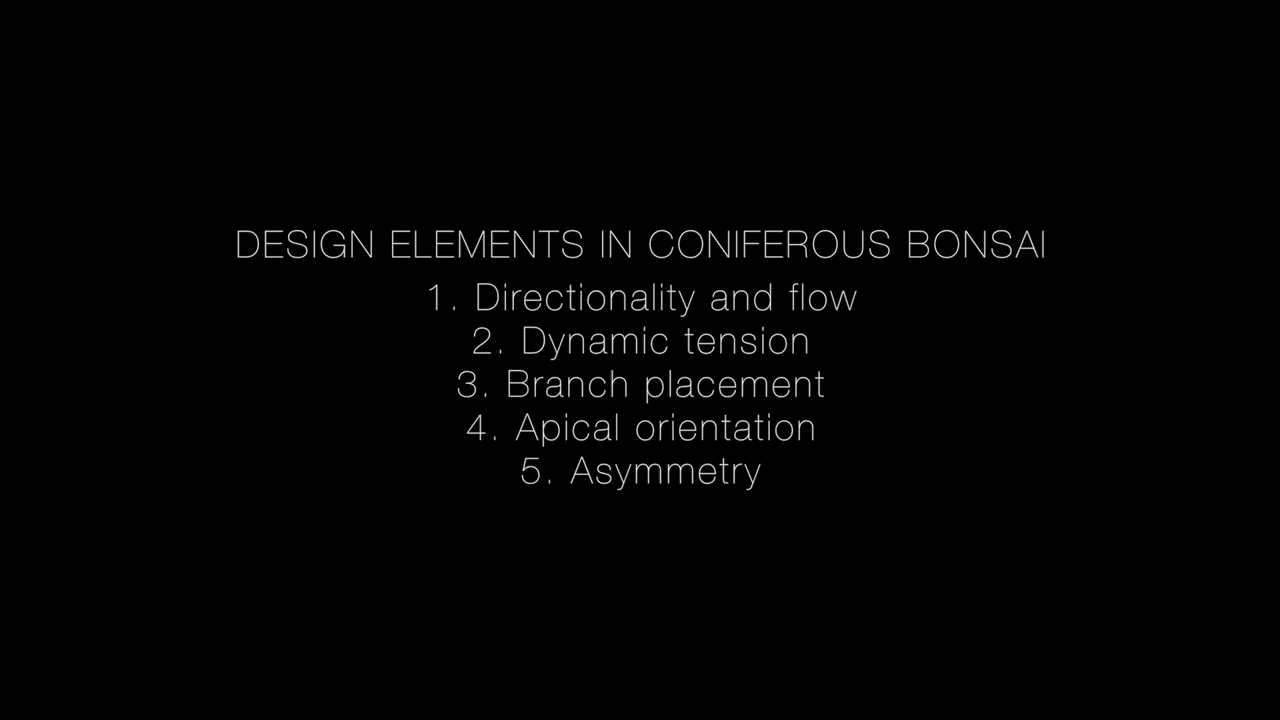 DESIGN ELEMENTS IN CONIFEROUS BONSAI
1. Directionality and flow
2. Dynamic tension
3. Branch placement
4. Apical orientation
5. Asymmetry